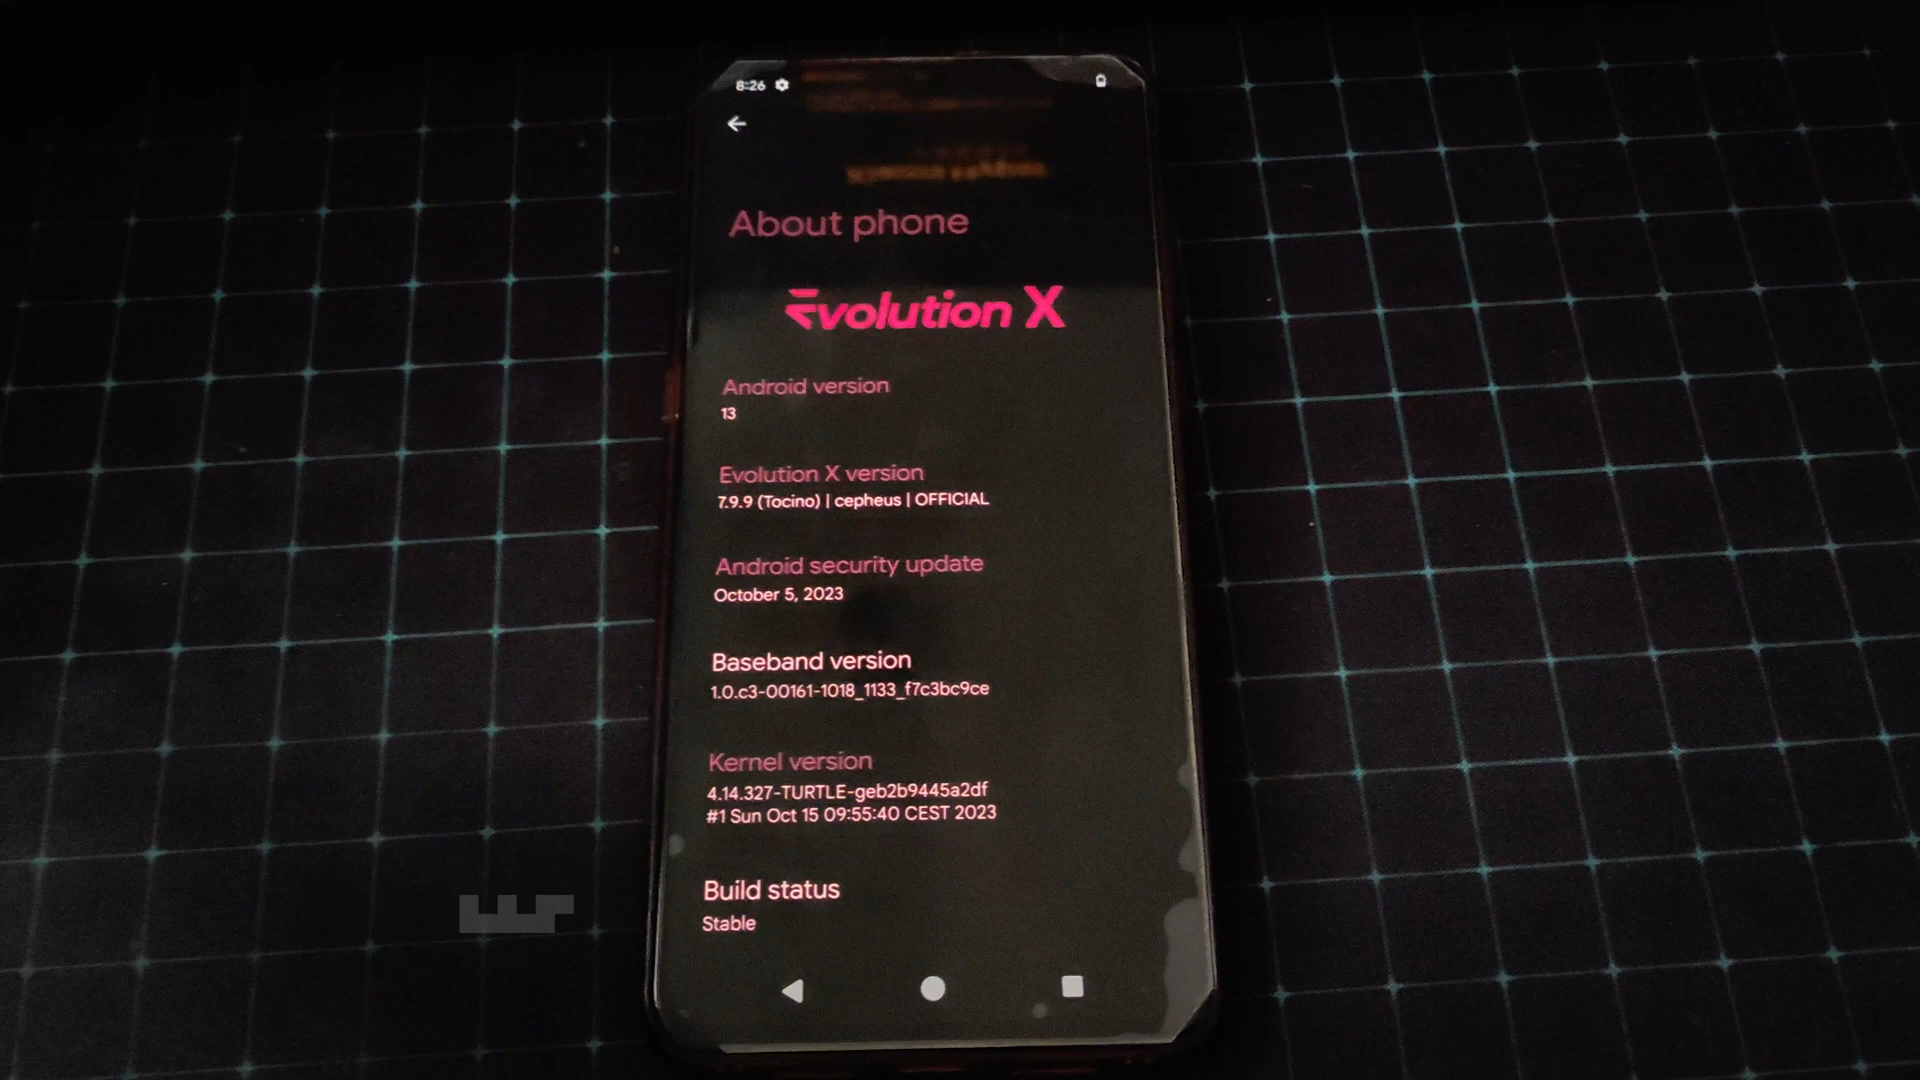 8:26
About phone
Evolution X
Android version
13
Evolution X version
7.9.9 (Tocino) | cepheus | OFFICIAL
Android security update
October 5, 2023
Baseband version
1.0.c3-00161-1018_1133_f7c3bc9ce
Kernel version
4.14.327-TURTLE-geb2b9445a2df
#1 Sun Oct 15 09:55:40 CEST 2023
Build status
Stable